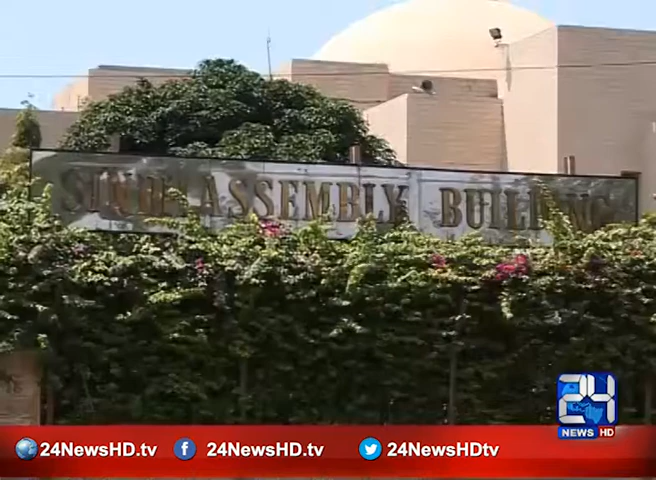 SINDH ASSEMBLY BUILDING
24
NEWS HD
24NewsHD.tv 24NewsHD.tv 24NewsHDtv